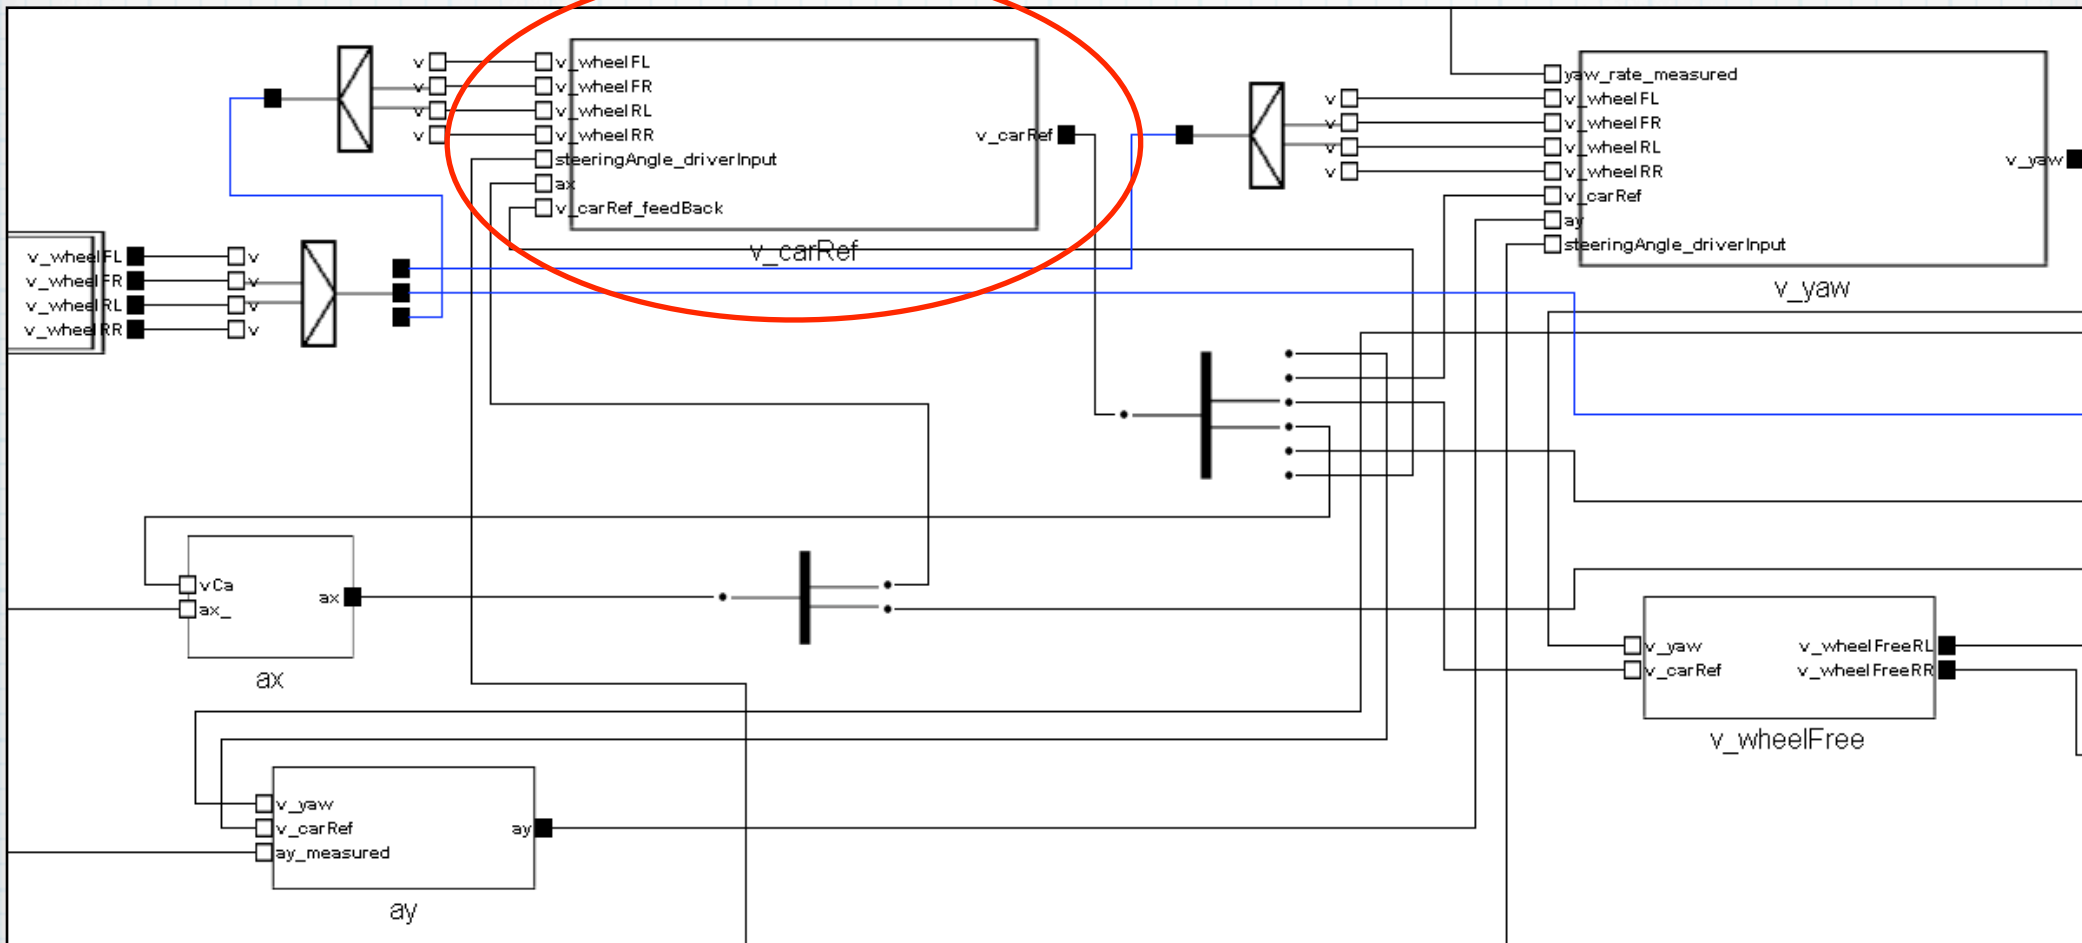 v
v
v
v
v_wheelFL
v_wheelFR
v_wheelRL
v_wheelRR
steeringAngle_driverInput
ax
v_carRef_feedBack
v_carRef
v_carRef
v
v
v
v
yaw_rate_measured
v_wheelFL
v_wheelFR
v_wheelRL
v_wheelRR
v_carRef
ay
steeringAngle_driverInput
v_yaw
v_yaw
v_wheelFL
v_wheelFR
v_wheelRL
v_wheelRR
v
v
v
v
vCa
ax_
ax
ax
v_yaw
v_carRef
v_wheelFreeRL
v_wheelFreeRR
v_wheelFree
v_yaw
v_carRef
ay_measured
ay
ay